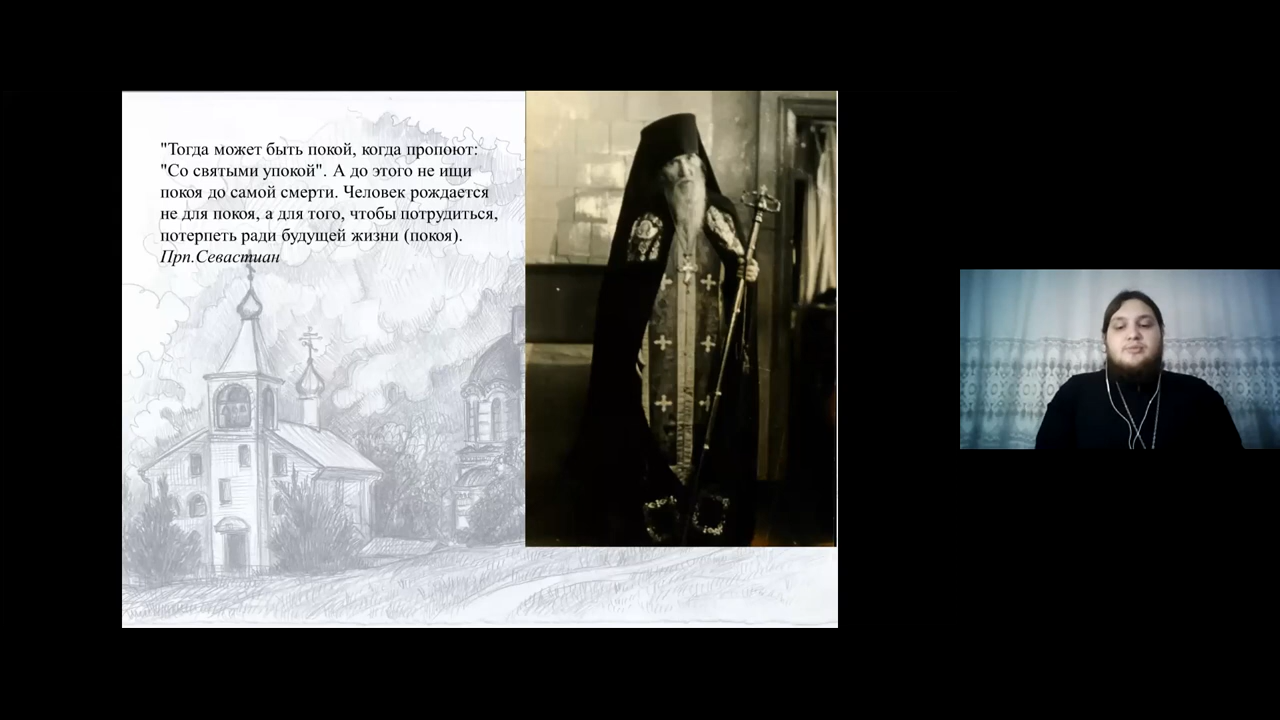 "Тогда может быть покой, когда пропоют:
"Со святыми упокой". А до этого не ищи
покоя до самой смерти. Человек рождается
не для покоя, а для того, чтобы потрудиться,
потерпеть ради будущей жизни (покоя).
Прп.Севастиан